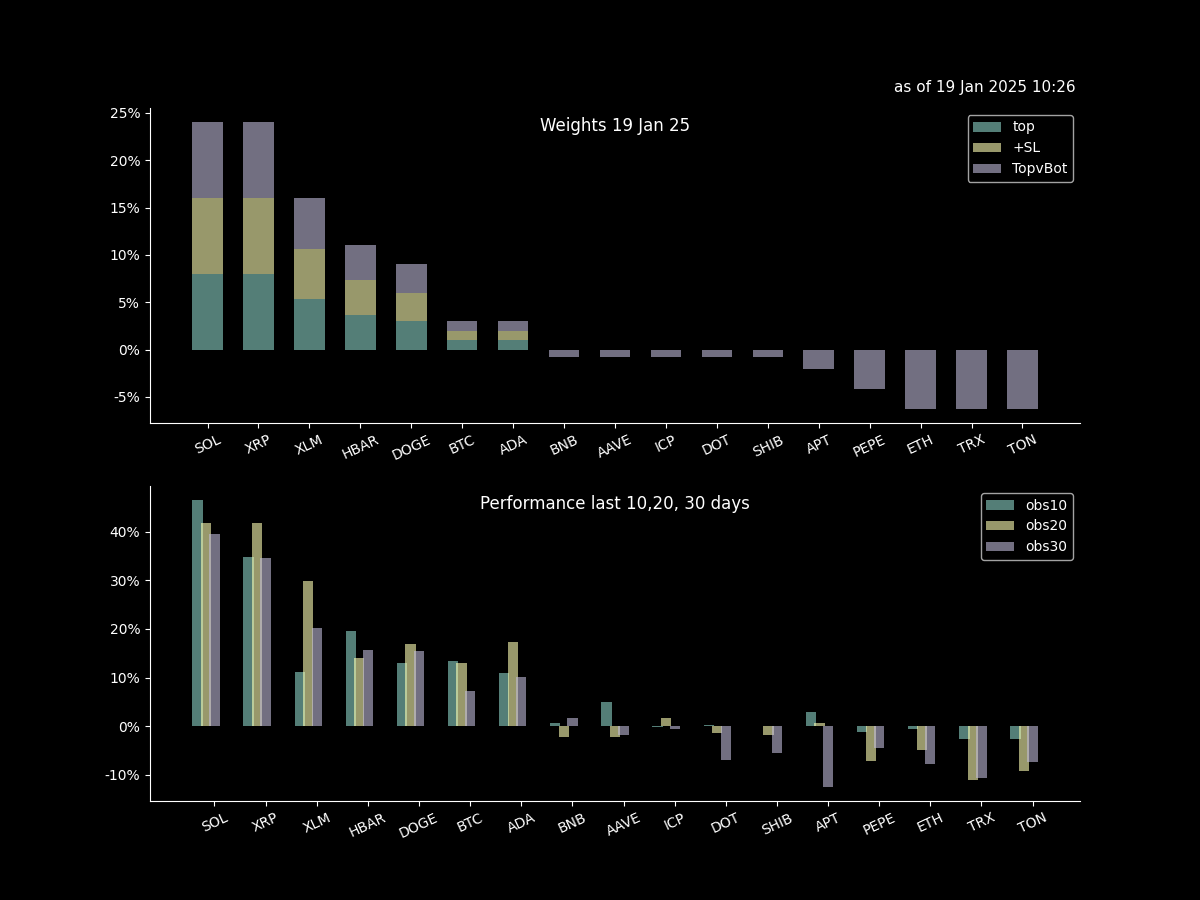 as of 19 Jan 2025 10:26
Weights 19 Jan 25
top
+SL
TopvBot
25%
20%
15%
10%
5%
0%
-5%
SOL XRP XLM HBAR DOGE BTC ADA BNB AAVE ICP DOT SHIB APT PEPE ETH TRX TON
Performance last 10,20, 30 days
obs10
obs20
obs30
40%
30%
20%
10%
0%
-10%
SOL XRP XLM HBAR DOGE BTC ADA BNB AAVE ICP DOT SHIB APT PEPE ETH TRX TON